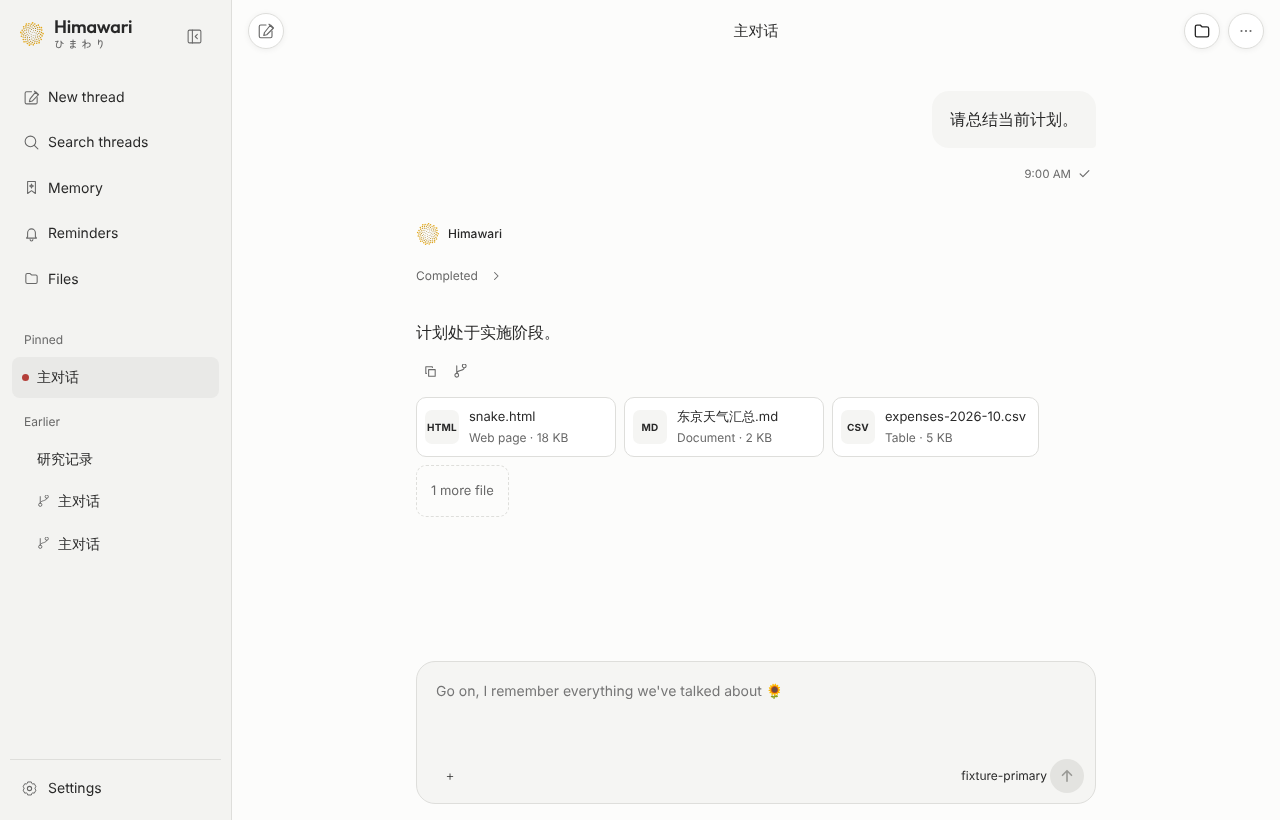 Himawari
ひまわり
New thread
Search threads
Memory
Reminders
Files
Pinned
主对话
Earlier
研究记录
主对话
主对话
Settings
主对话
请总结当前计划。
9:00 AM
Himawari
Completed
计划处于实施阶段。
HTML
snake.html
Web page · 18 KB
MD
东京天气汇总.md
Document · 2 KB
CSV
expenses-2026-10.csv
Table · 5 KB
1 more file
Go on, I remember everything we've talked about 🌻
+
fixture-primary